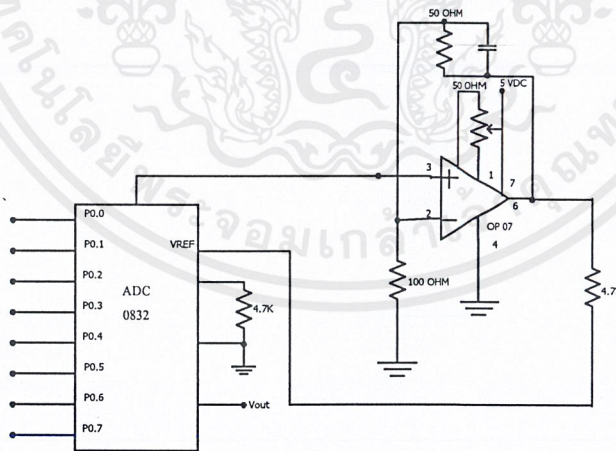 50 OHM
50 OHM
5 VDC
3
1
7
2
6
OP 07
4
P0.0
P0.1
VREF
P0.2
ADC
0832
P0.3
4.7K
100 OHM
4.7
P0.4
P0.5
P0.6
Vout
P0.7